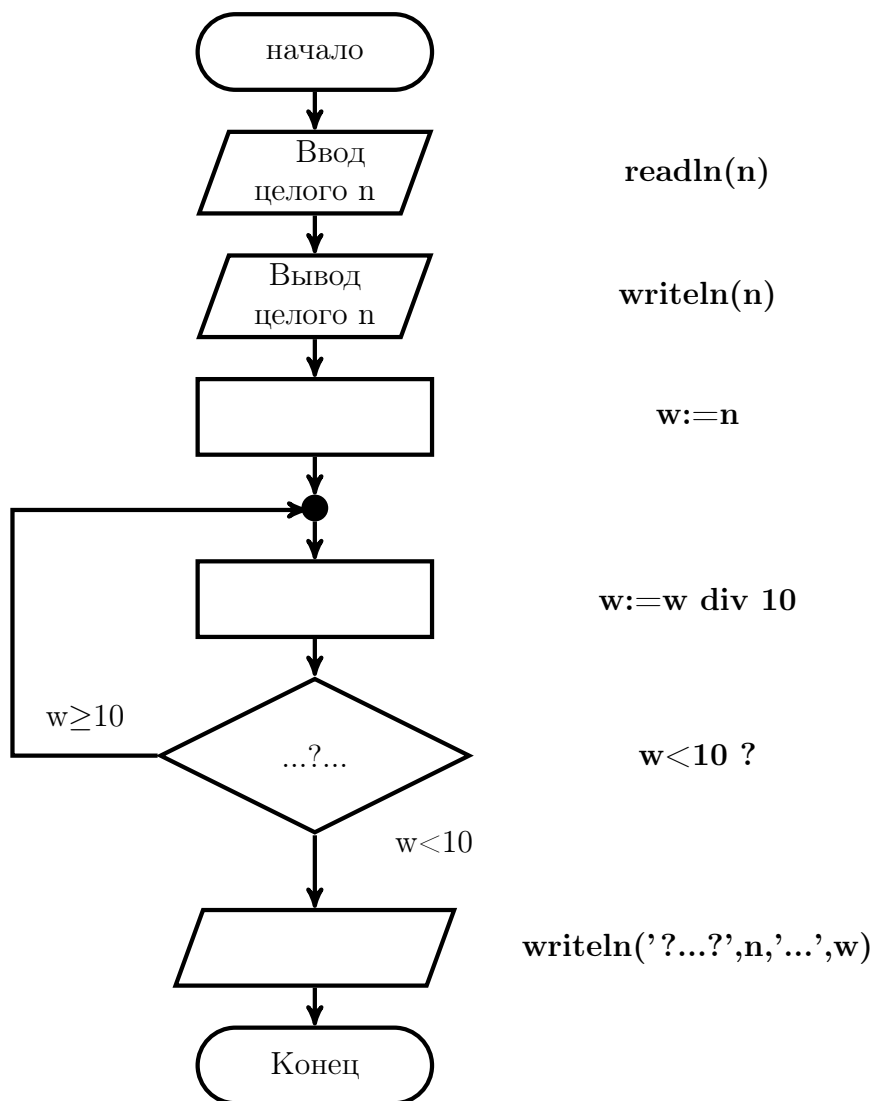 начало
Ввод
целого n
readln(n)
Вывод
целого n
writeln(n)
w:=n
w:=w div 10
w≥10
...?...
w<10 ?
w<10
writeln('?...?',n,'...',w)
Конец